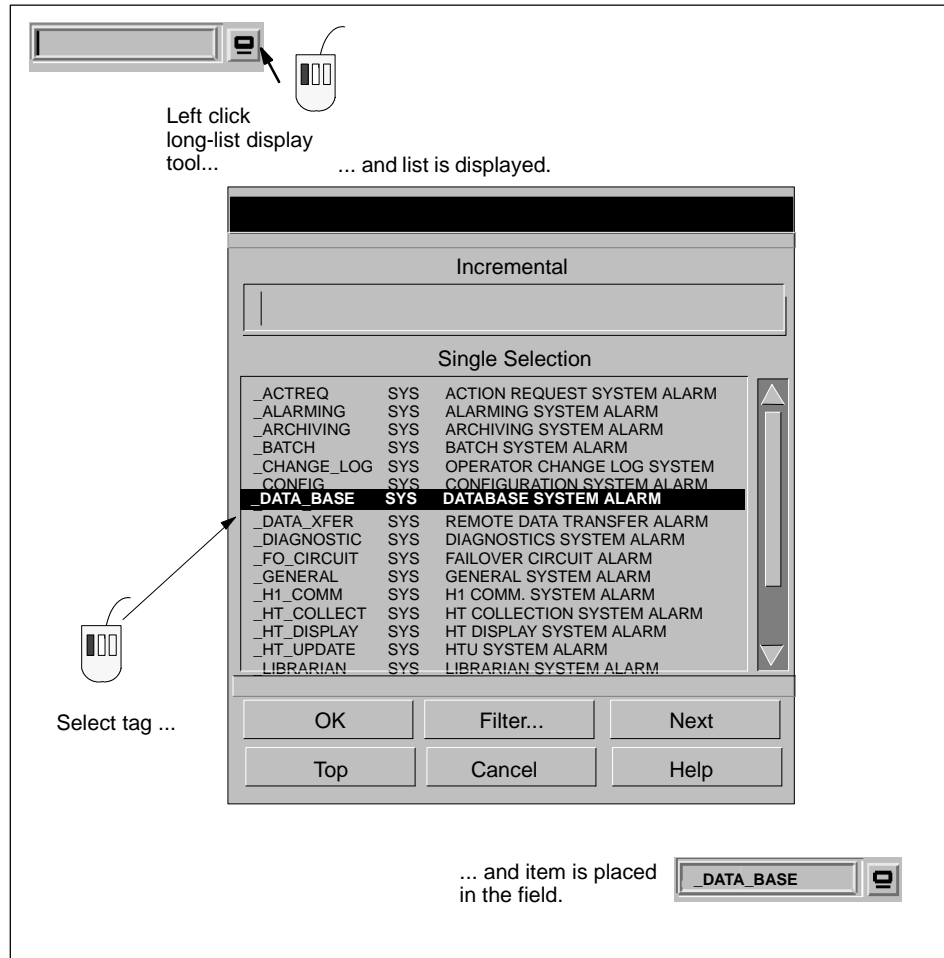 Left click
long-list display
tool...
... and list is displayed.
Incremental
Single Selection
_ACTREQ SYS ACTION REQUEST SYSTEM ALARM
_ALARMING SYS ALARMING SYSTEM ALARM
_ARCHIVING SYS ARCHIVING SYSTEM ALARM
_BATCH SYS BATCH SYSTEM ALARM
_CHANGE_LOG SYS OPERATOR CHANGE LOG SYSTEM
_CONFIG SYS CONFIGURATION SYSTEM ALARM
_DATA_BASE SYS DATABASE SYSTEM ALARM
_DATA_XFER SYS REMOTE DATA TRANSFER ALARM
_DIAGNOSTIC SYS DIAGNOSTICS SYSTEM ALARM
_FO_CIRCUIT SYS FAILOVER CIRCUIT ALARM
_GENERAL SYS GENERAL SYSTEM ALARM
_H1_COMM SYS H1 COMM. SYSTEM ALARM
_HT_COLLECT SYS HT COLLECTION SYSTEM ALARM
_HT_DISPLAY SYS HT DISPLAY SYSTEM ALARM
_HT_UPDATE SYS HTU SYSTEM ALARM
_LIBRARIAN SYS LIBRARIAN SYSTEM ALARM
Select tag ...
OK Filter... Next
Top Cancel Help
... and item is placed
in the field.
_DATA_BASE